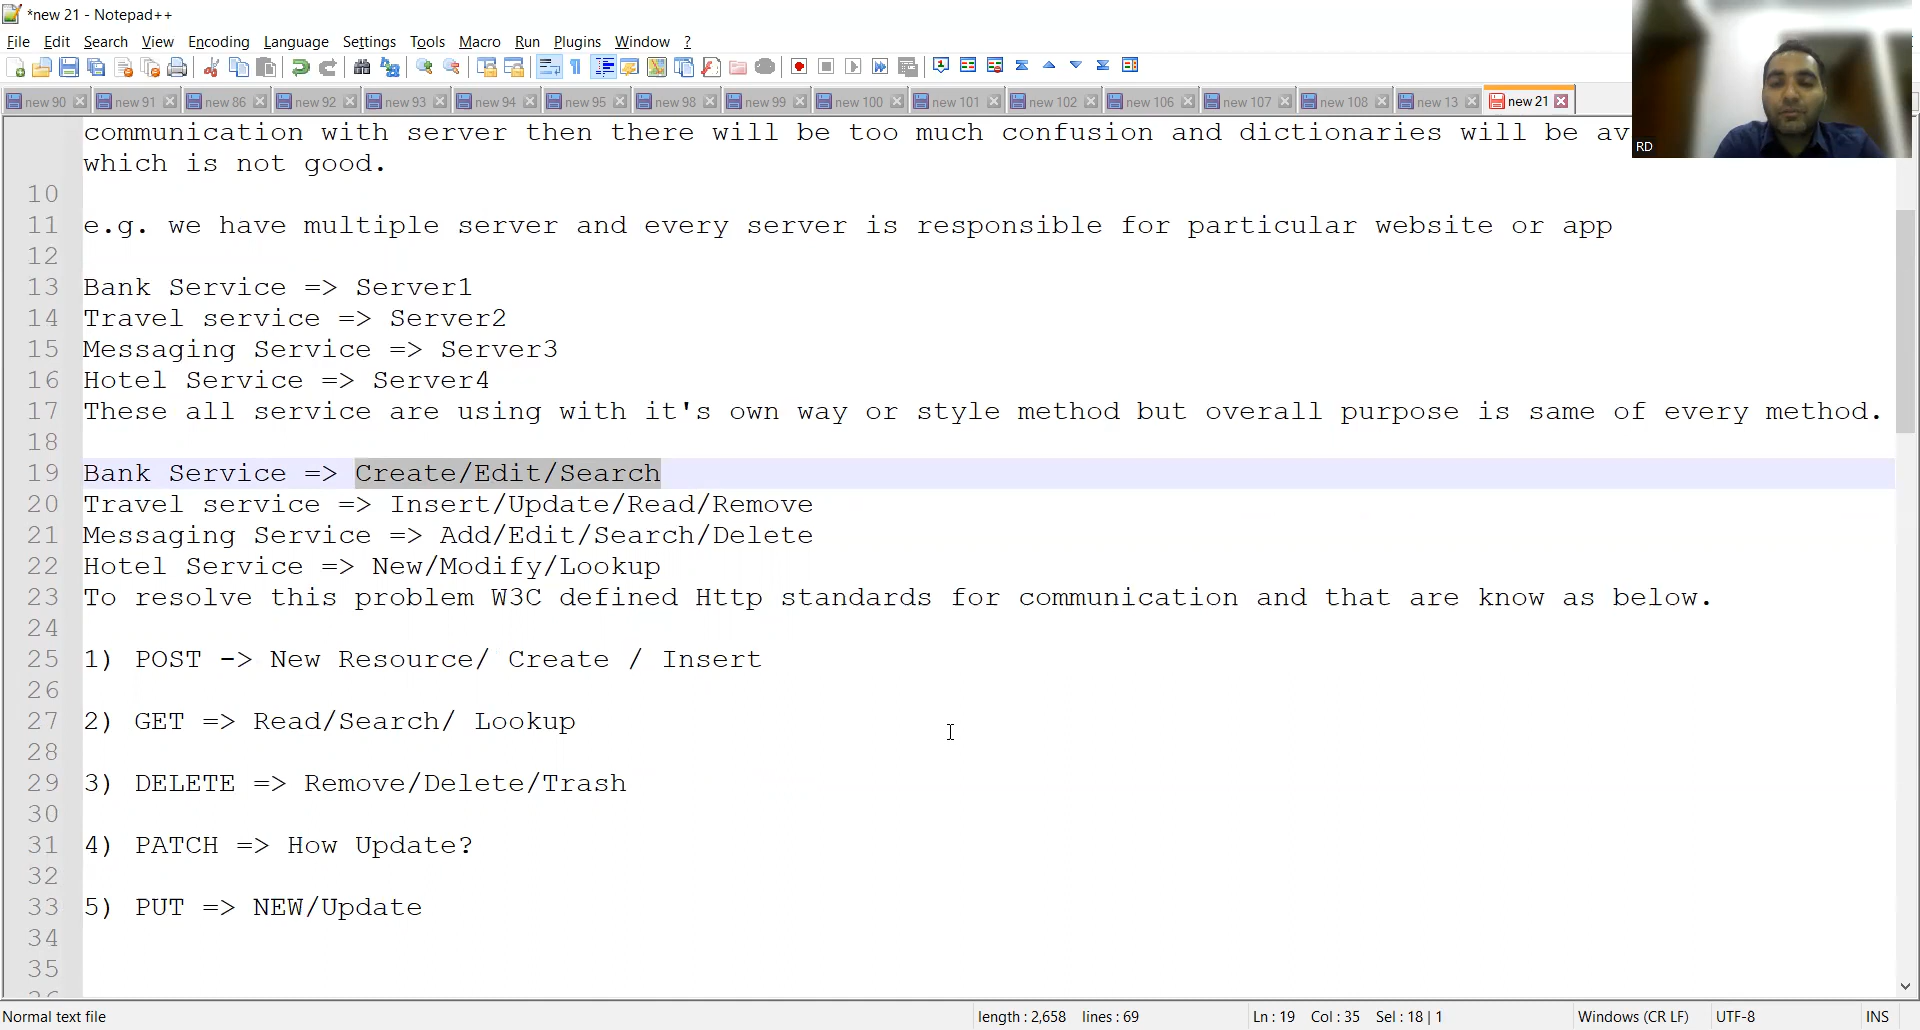 *new 21 - Notepad++
File Edit Search View Encoding Language Settings Tools Macro Run Plugins Window ?
new 90 new 91 new 86 new 92 new 93 new 94 new 95 new 98 new 99 new 100 new 101 new 102 new 106 new 107 new 108 new 13 new 21
RD
communication with server then there will be too much confusion and dictionaries will be av
which is not good.
10
11 e.g. we have multiple server and every server is responsible for particular website or app
12
13 Bank Service => Server1
14 Travel service => Server2
15 Messaging Service => Server3
16 Hotel Service => Server4
17 These all service are using with it's own way or style method but overall purpose is same of every method.
18
19 Bank Service => Create/Edit/Search
20 Travel service => Insert/Update/Read/Remove
21 Messaging Service => Add/Edit/Search/Delete
22 Hotel Service => New/Modify/Lookup
23 To resolve this problem W3C defined Http standards for communication and that are know as below.
24
25 1) POST -> New Resource/ Create / Insert
26
27 2) GET => Read/Search/ Lookup
28
29 3) DELETE => Remove/Delete/Trash
30
31 4) PATCH => How Update?
32
33 5) PUT => NEW/Update
34
35
Normal text file length : 2,658 lines : 69 Ln : 19 Col : 35 Sel : 18 | 1 Windows (CR LF) UTF-8 INS